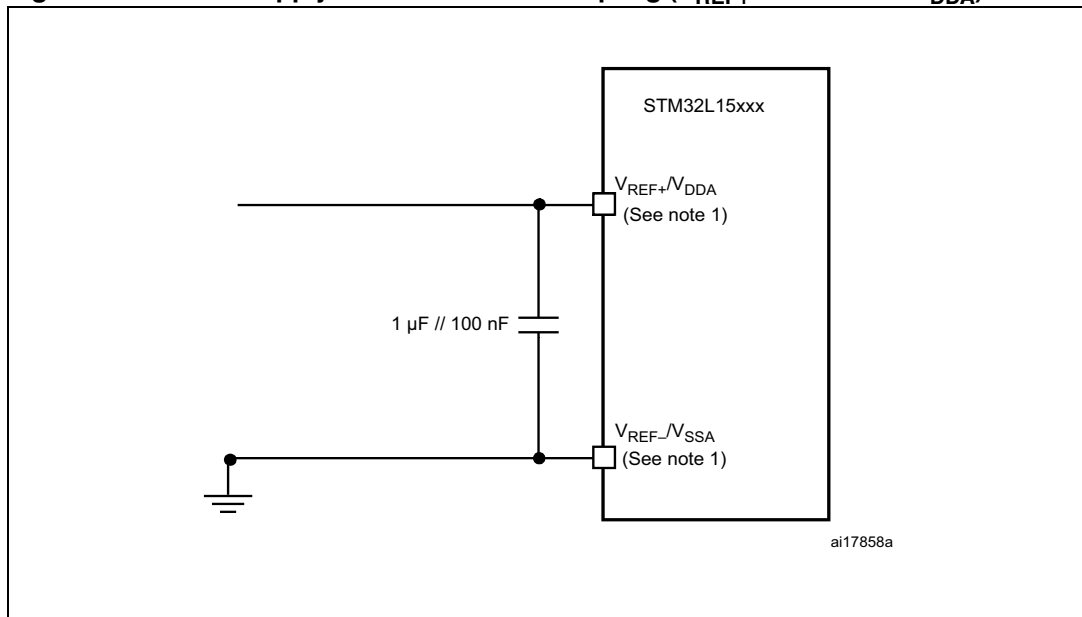 STM32L15xxx
VREF+/VDDA
(See note 1)
1 µF // 100 nF
VREF–/VSSA
(See note 1)
ai17858a